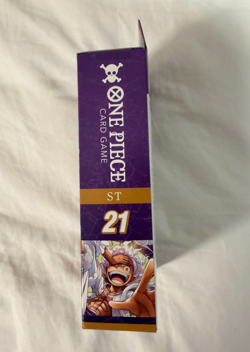 ONE PIECE
CARD GAME
ST
21